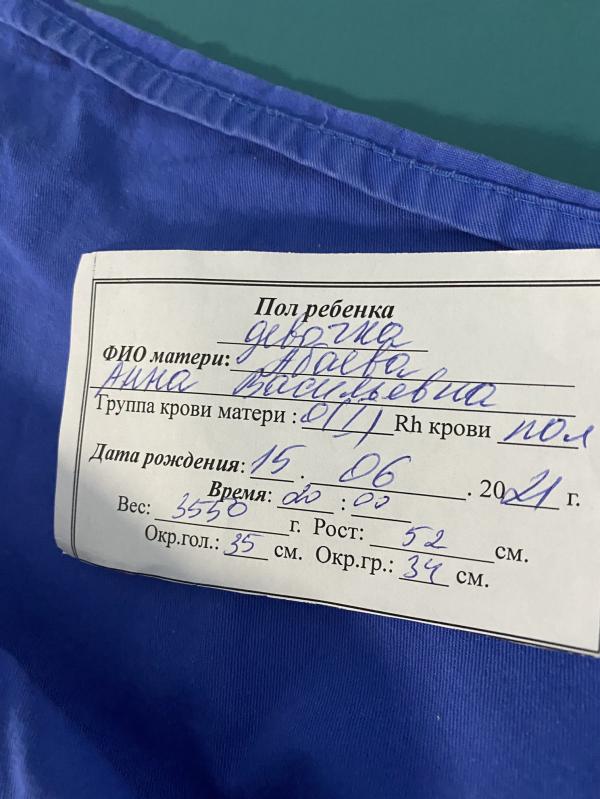 Пол ребенка
девочка
ФИО матери: Абаева
Анна Васильевна
Группа крови матери : 0(I) Rh крови пол
Дата рождения: 15 . 06 . 2021 г.
Время: 20 : 00
Вес: 3550 г. Рост: 52 см.
Окр.гол.: 35 см. Окр.гр.: 34 см.